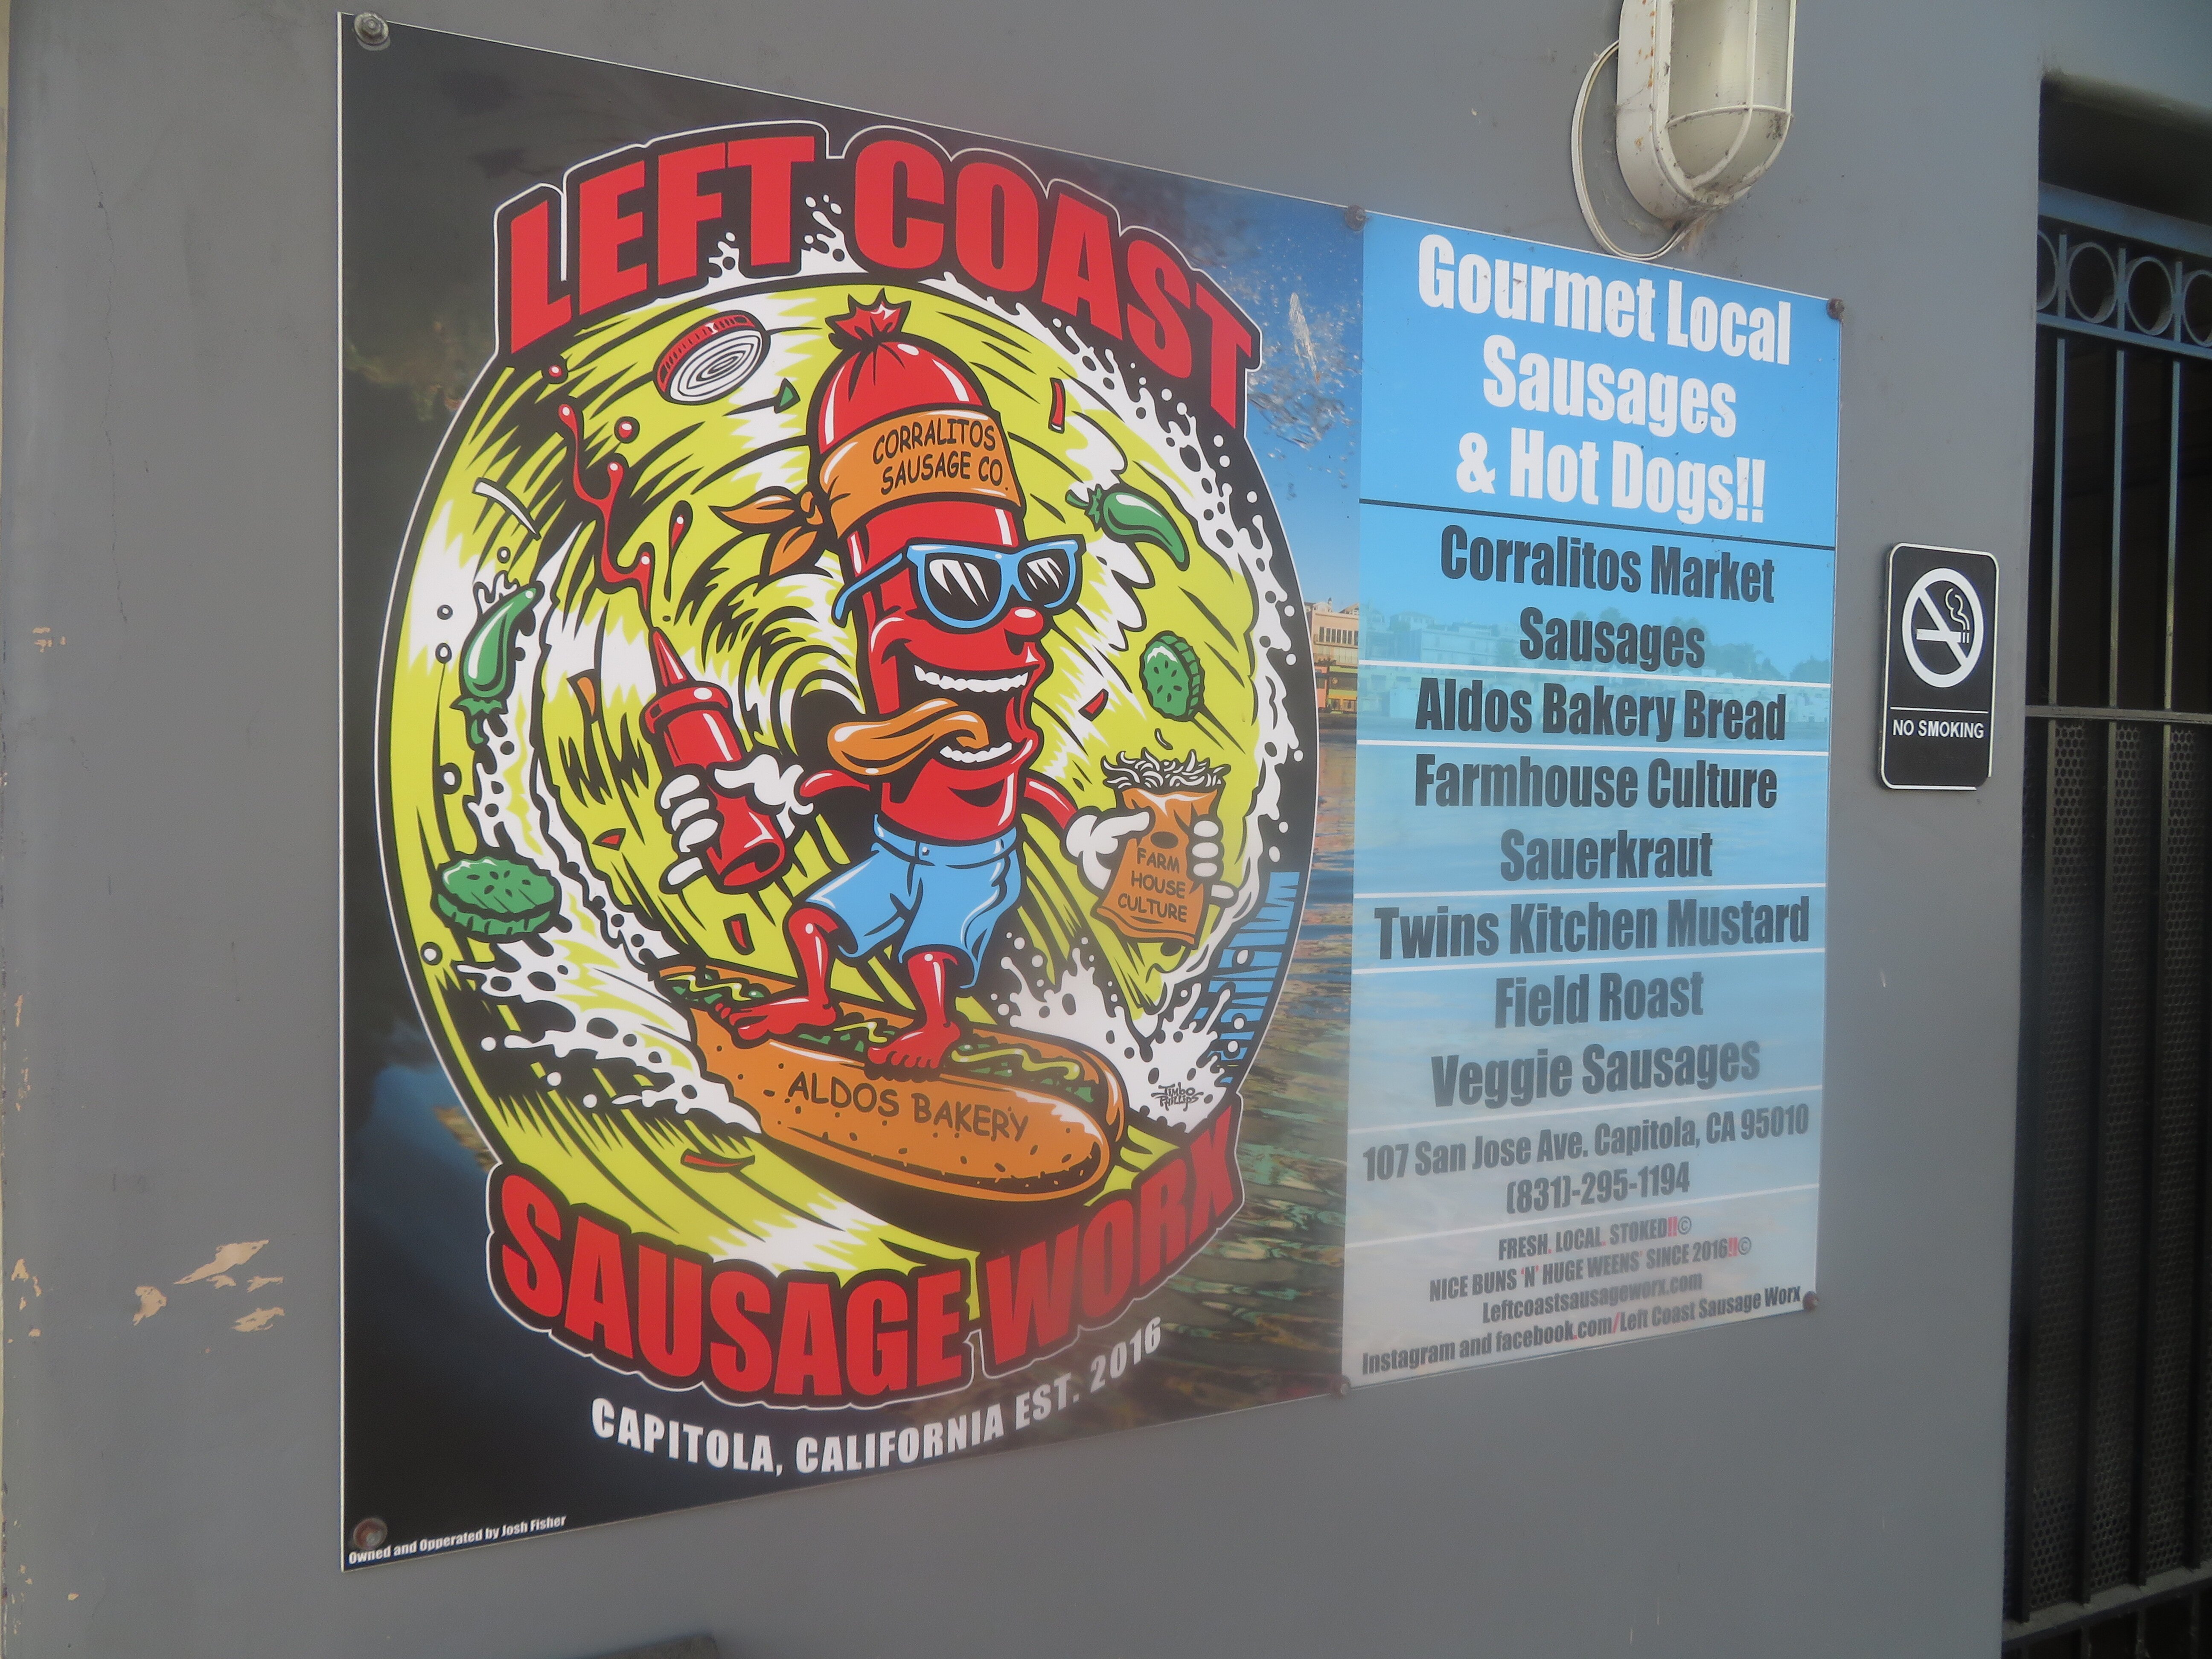 LEFT COAST
CORRALITOS
SAUSAGE CO.
FARM
HOUSE
CULTURE
ALDOS BAKERY
Jimbo
Phillips
SAUSAGE WORX
CAPITOLA, CALIFORNIA EST. 2016
Owned and Opperated by Josh Fisher
Gourmet Local
Sausages
& Hot Dogs!!
Corralitos Market
Sausages
Aldos Bakery Bread
Farmhouse Culture
Sauerkraut
Twins Kitchen Mustard
Field Roast
Veggie Sausages
107 San Jose Ave. Capitola, CA 95010
(831)-295-1194
FRESH. LOCAL. STOKED!!©
NICE BUNS 'N' HUGE WEENS' SINCE 2016!!©
Leftcoastsausageworx.com
Instagram and facebook.com/Left Coast Sausage Worx
NO SMOKING